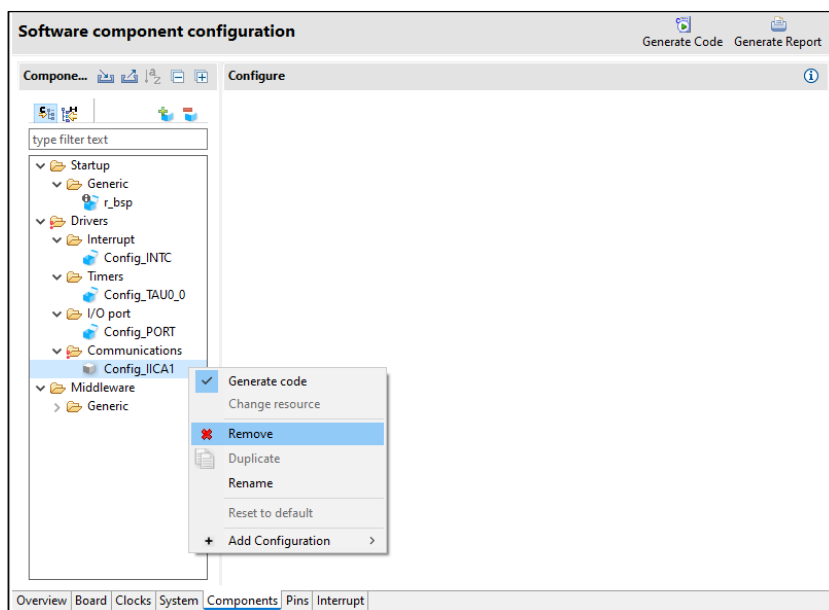 Software component configuration
Generate Code Generate Report
Compone... Configure
type filter text
Startup
Generic
r_bsp
Drivers
Interrupt
Config_INTC
Timers
Config_TAU0_0
I/O port
Config_PORT
Communications
Config_IICA1
Middleware
Generic
Generate code
Change resource
Remove
Duplicate
Rename
Reset to default
Add Configuration
Overview Board Clocks System Components Pins Interrupt